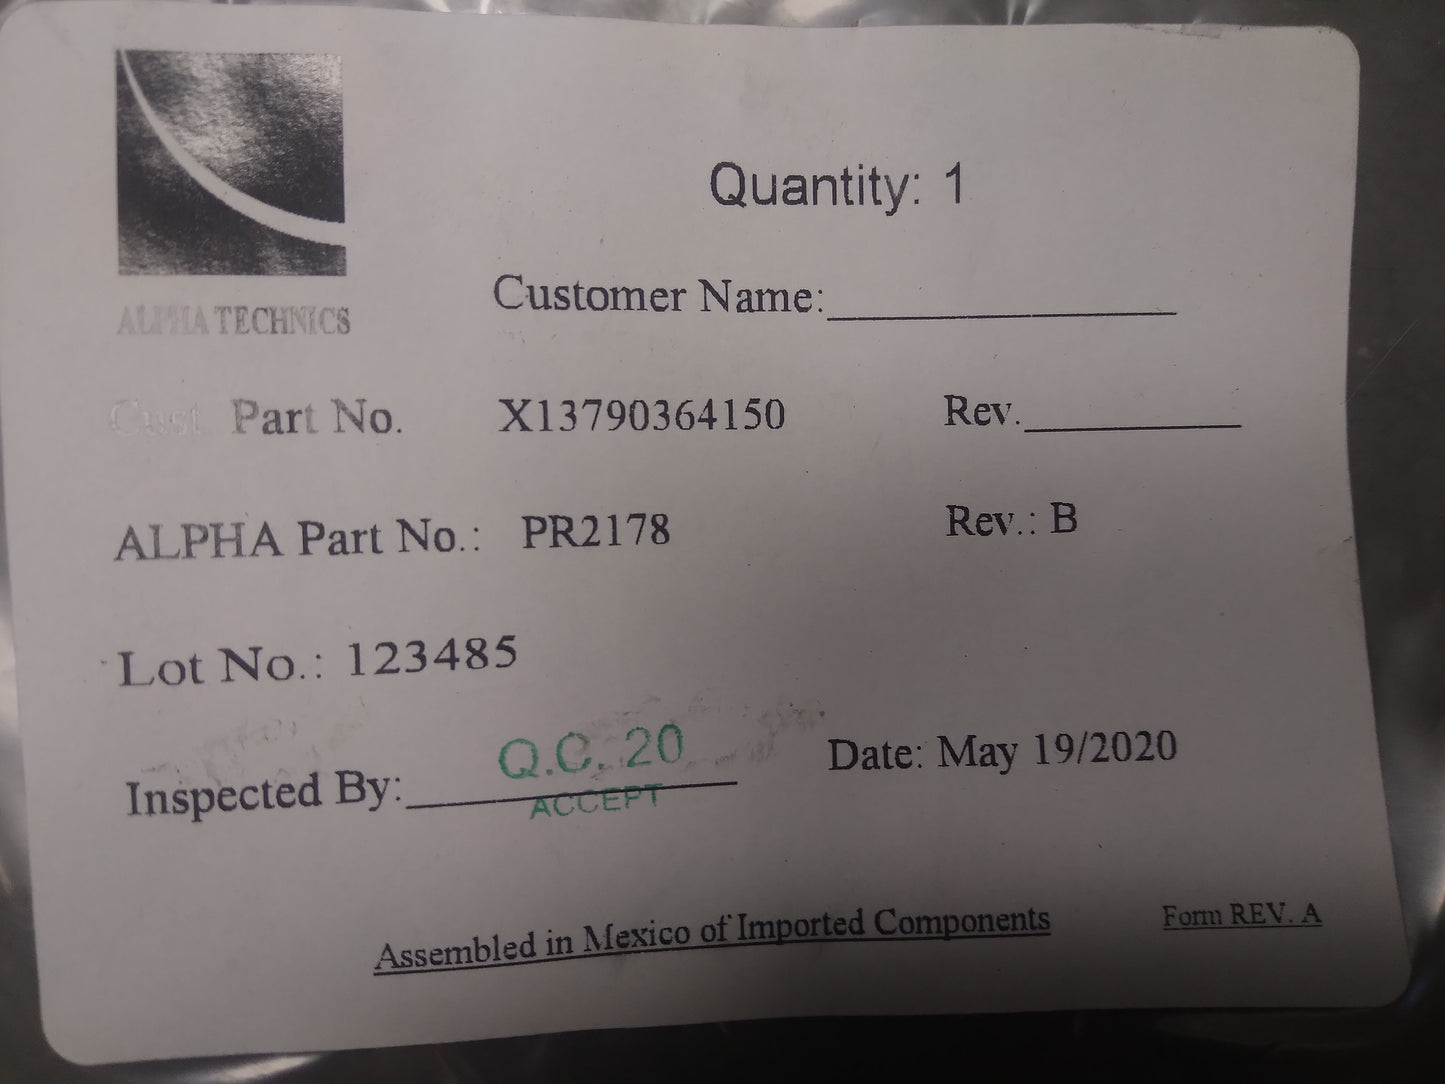 Quantity: 1
ALPHA TECHNICS
Customer Name:
Cust Part No. X13790364150 Rev.
ALPHA Part No.: PR2178 Rev.: B
Lot No.: 123485
Q.C. 20
Inspected By: Date: May 19/2020
ACCEPT
Assembled in Mexico of Imported Components Form REV. A